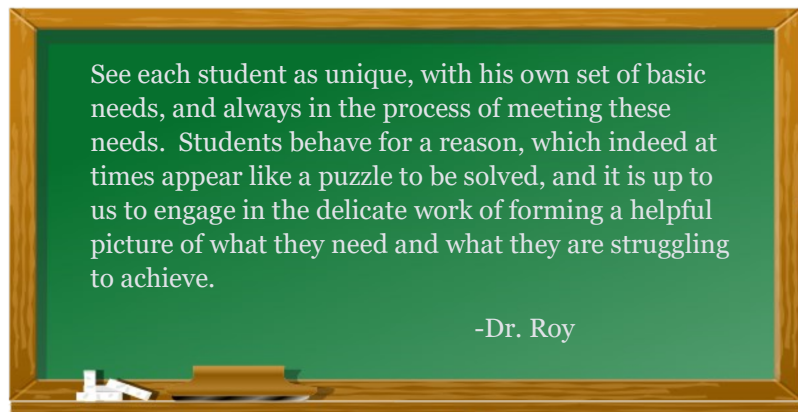 See each student as unique, with his own set of basic
needs, and always in the process of meeting these
needs.  Students behave for a reason, which indeed at
times appear like a puzzle to be solved, and it is up to
us to engage in the delicate work of forming a helpful
picture of what they need and what they are struggling
to achieve.
-Dr. Roy